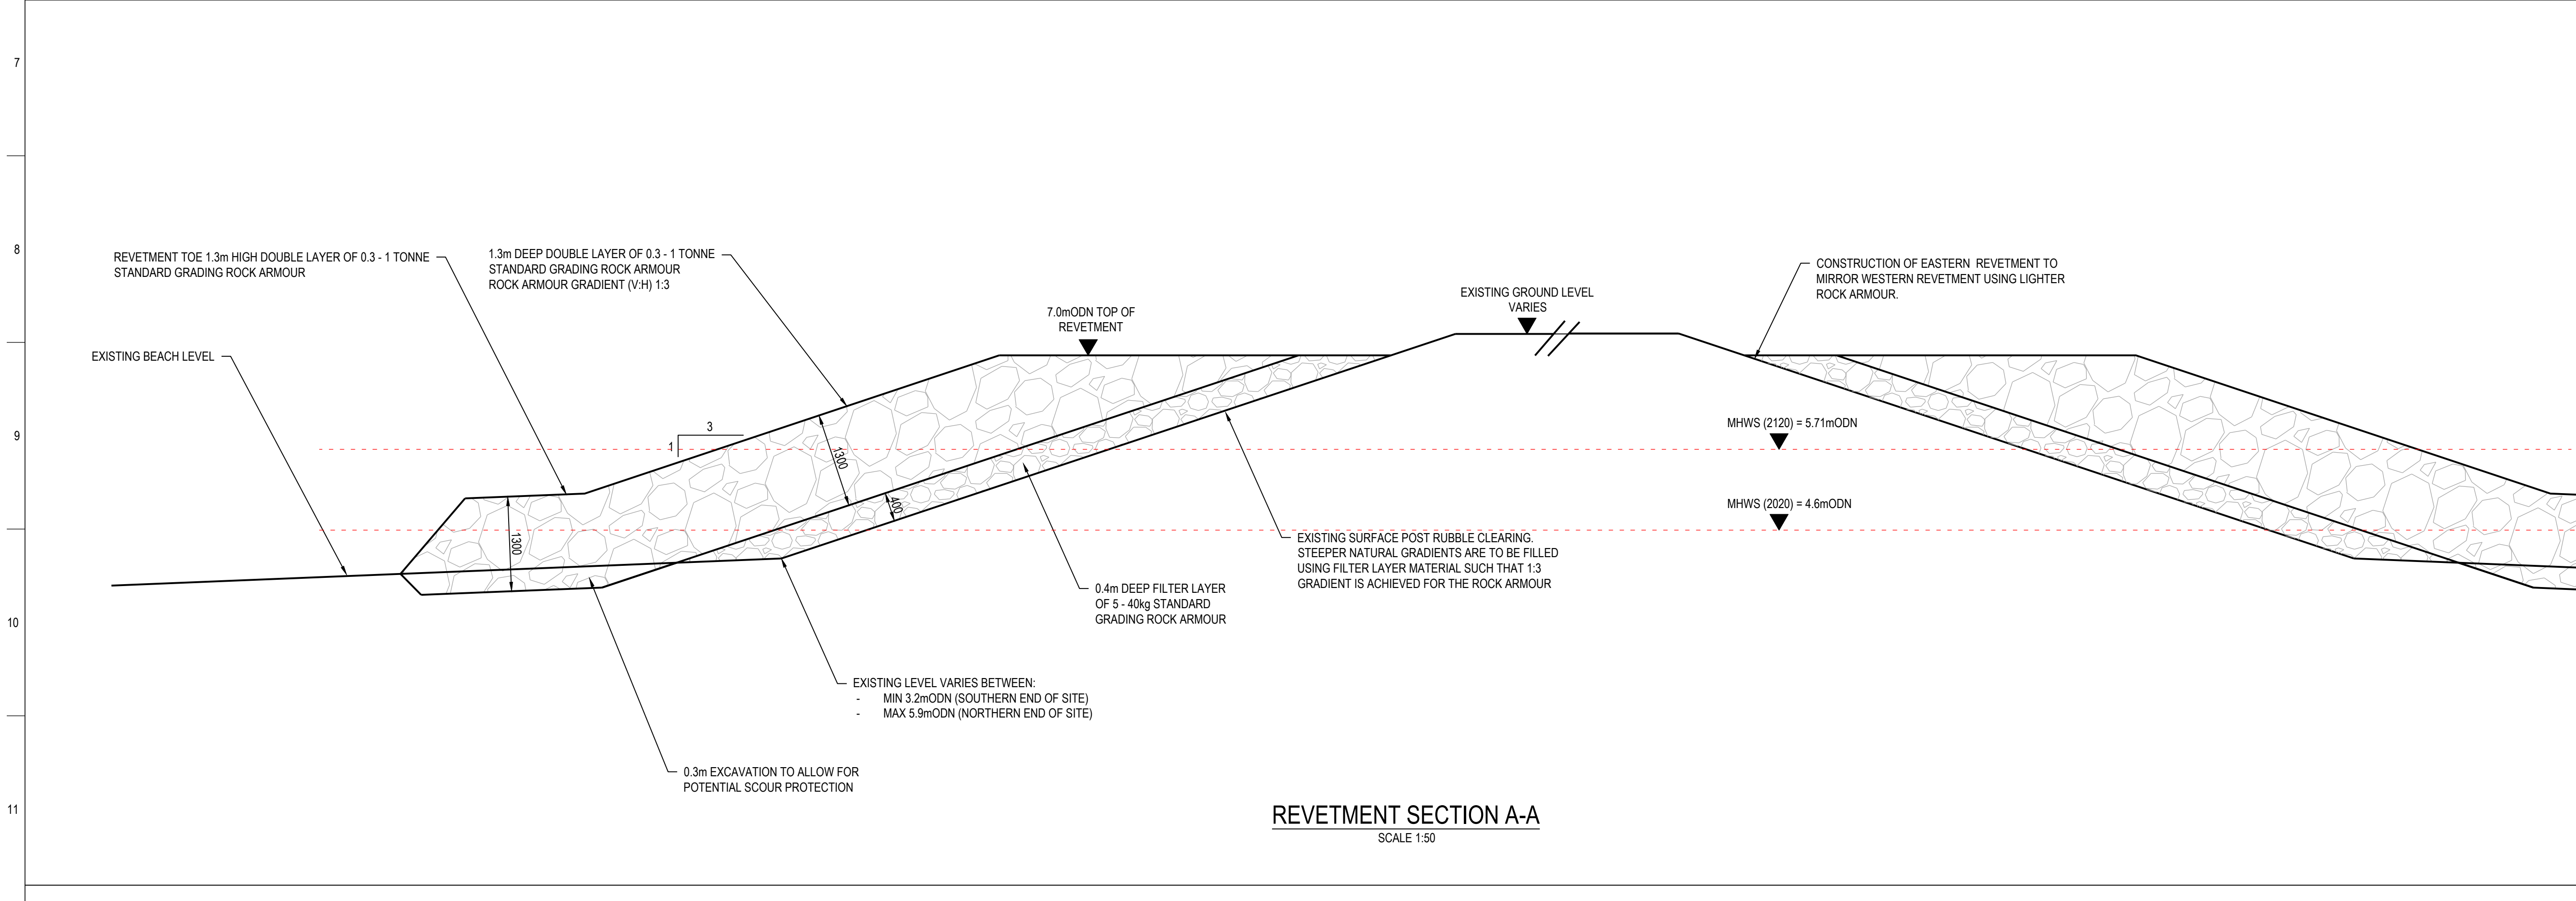 7
8
9
10
11
REVETMENT TOE 1.3m HIGH DOUBLE LAYER OF 0.3 - 1 TONNE
STANDARD GRADING ROCK ARMOUR
1.3m DEEP DOUBLE LAYER OF 0.3 - 1 TONNE
STANDARD GRADING ROCK ARMOUR
ROCK ARMOUR GRADIENT (V:H) 1:3
EXISTING BEACH LEVEL
7.0mODN TOP OF
REVETMENT
EXISTING GROUND LEVEL
VARIES
CONSTRUCTION OF EASTERN REVETMENT TO
MIRROR WESTERN REVETMENT USING LIGHTER
ROCK ARMOUR.
3
1
1300
400
1300
MHWS (2120) = 5.71mODN
MHWS (2020) = 4.6mODN
EXISTING SURFACE POST RUBBLE CLEARING.
STEEPER NATURAL GRADIENTS ARE TO BE FILLED
USING FILTER LAYER MATERIAL SUCH THAT 1:3
GRADIENT IS ACHIEVED FOR THE ROCK ARMOUR
0.4m DEEP FILTER LAYER
OF 5 - 40kg STANDARD
GRADING ROCK ARMOUR
EXISTING LEVEL VARIES BETWEEN:
- MIN 3.2mODN (SOUTHERN END OF SITE)
- MAX 5.9mODN (NORTHERN END OF SITE)
0.3m EXCAVATION TO ALLOW FOR
POTENTIAL SCOUR PROTECTION
REVETMENT SECTION A-A
SCALE 1:50